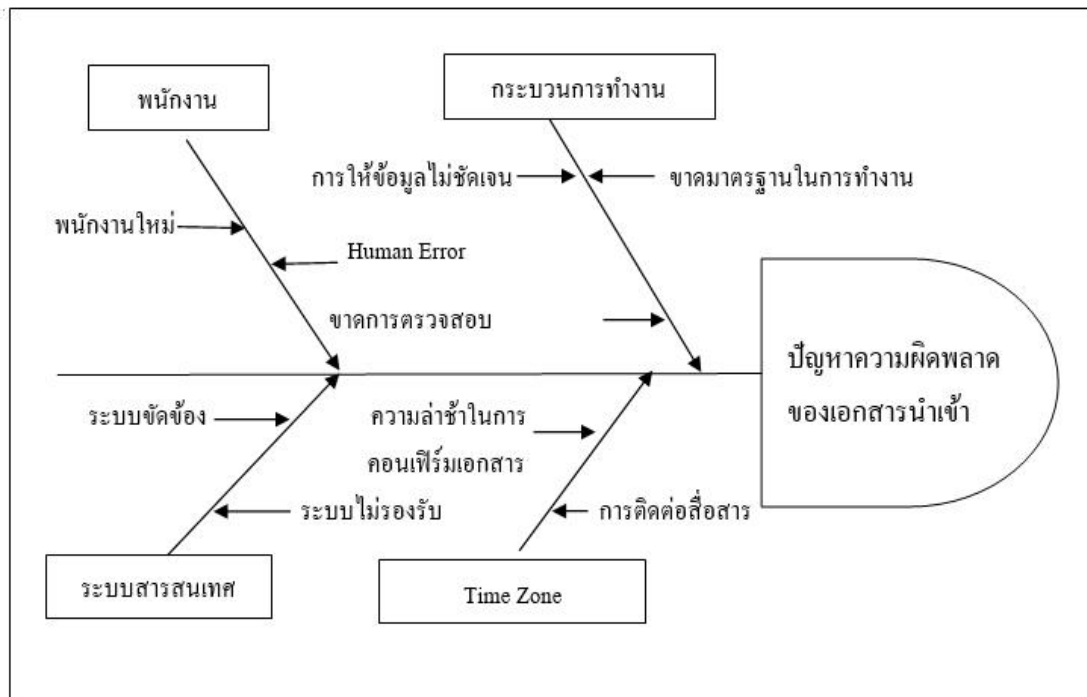 พนักงาน
กระบวนการทำงาน
การให้ข้อมูลไม่ชัดเจน
ขาดมาตรฐานในการทำงาน
พนักงานใหม่
Human Error
ขาดการตรวจสอบ
ปัญหาความผิดพลาด
ของเอกสารนำเข้า
ระบบขัดข้อง
ความล่าช้าในการ
คอนเฟิร์มเอกสาร
ระบบไม่รองรับ
การติดต่อสื่อสาร
ระบบสารสนเทศ
Time Zone